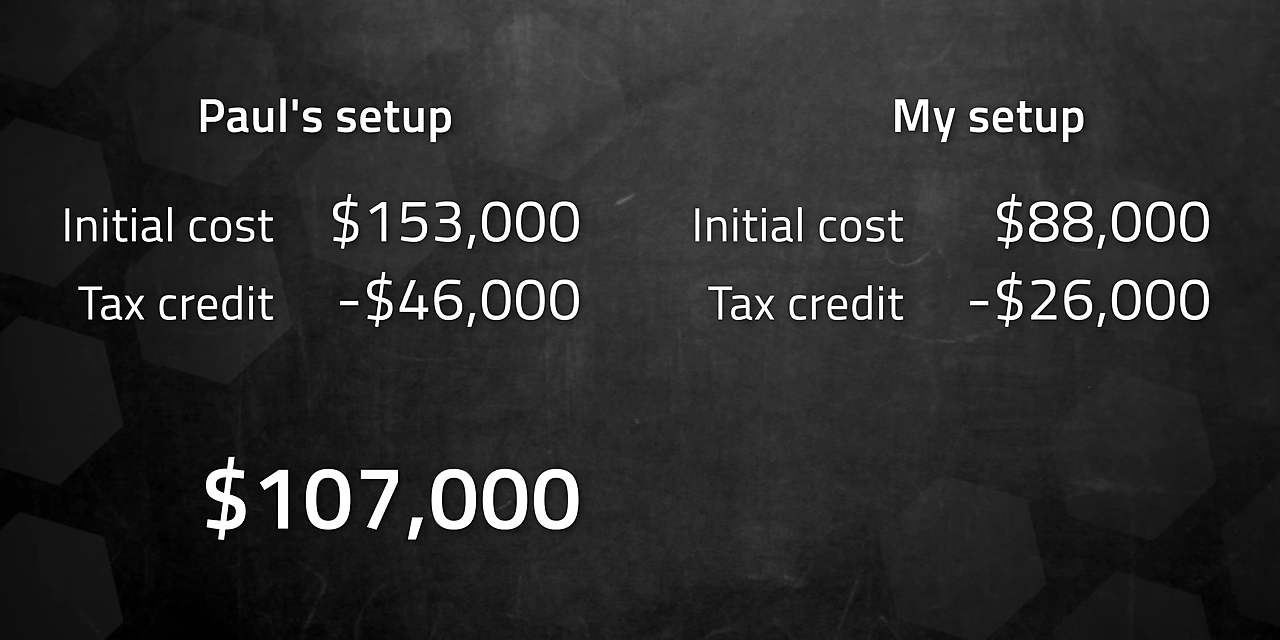 Paul's setup
Initial cost $153,000
Tax credit -$46,000
$107,000
My setup
Initial cost $88,000
Tax credit -$26,000